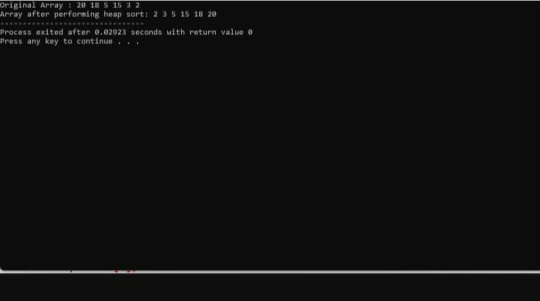 Original Array : 20 18 5 15 3 2
Array after performing heap sort: 2 3 5 15 18 20
--------------------------------
Process exited after 0.02923 seconds with return value 0
Press any key to continue . . .